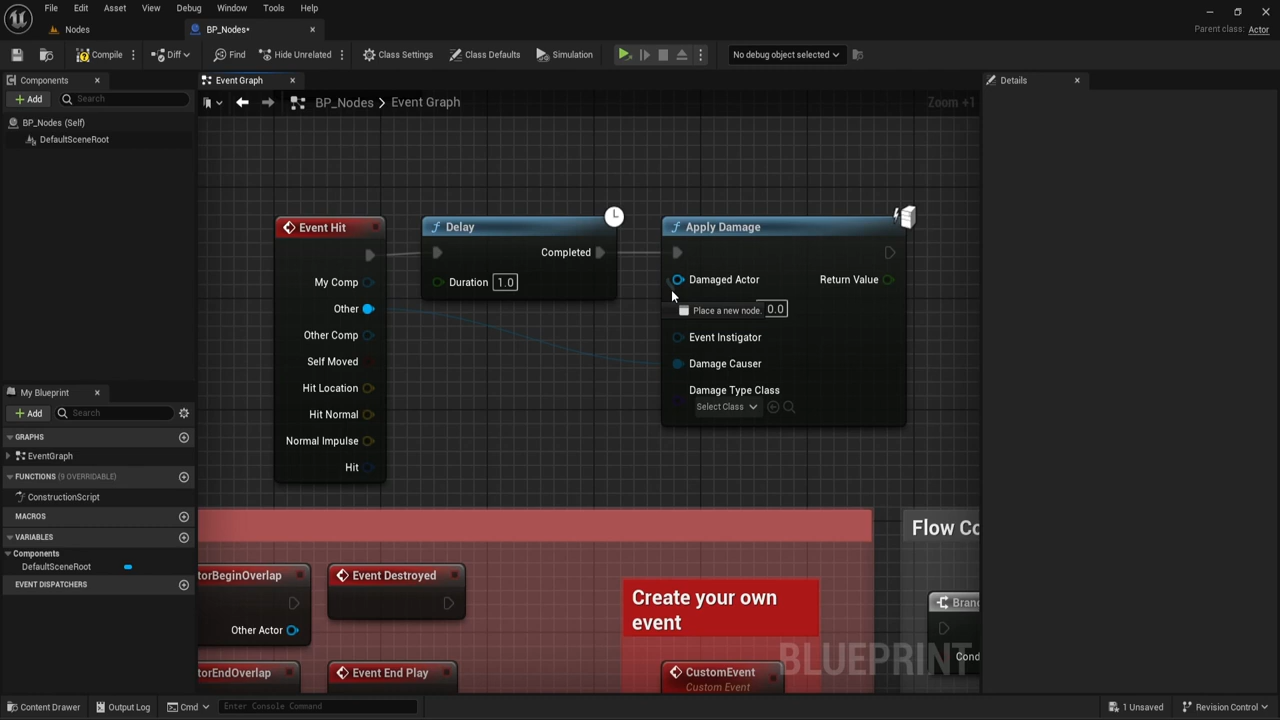 File Edit Asset View Debug Window Tools Help
Nodes
BP_Nodes*
Parent class: Actor
Compile
Diff
Find
Hide Unrelated
Class Settings
Class Defaults
Simulation
No debug object selected
Components
Add
Search
BP_Nodes (Self)
DefaultSceneRoot
Event Graph
BP_Nodes > Event Graph
Zoom +1
Details
Event Hit
My Comp
Other
Other Comp
Self Moved
Hit Location
Hit Normal
Normal Impulse
Hit
Delay
Completed
Duration 1.0
Apply Damage
Damaged Actor
Return Value
Place a new node.
0.0
Event Instigator
Damage Causer
Damage Type Class
Select Class
My Blueprint
Add
Search
GRAPHS
EventGraph
FUNCTIONS (9 OVERRIDABLE)
ConstructionScript
MACROS
VARIABLES
Components
DefaultSceneRoot
EVENT DISPATCHERS
Flow Co
torBeginOverlap
Other Actor
Event Destroyed
Create your own
event
Bran
Cond
torEndOverlap
Event End Play
CustomEvent
Custom Event
BLUEPRINT
Content Drawer
Output Log
Cmd
Enter Console Command
1 Unsaved
Revision Control